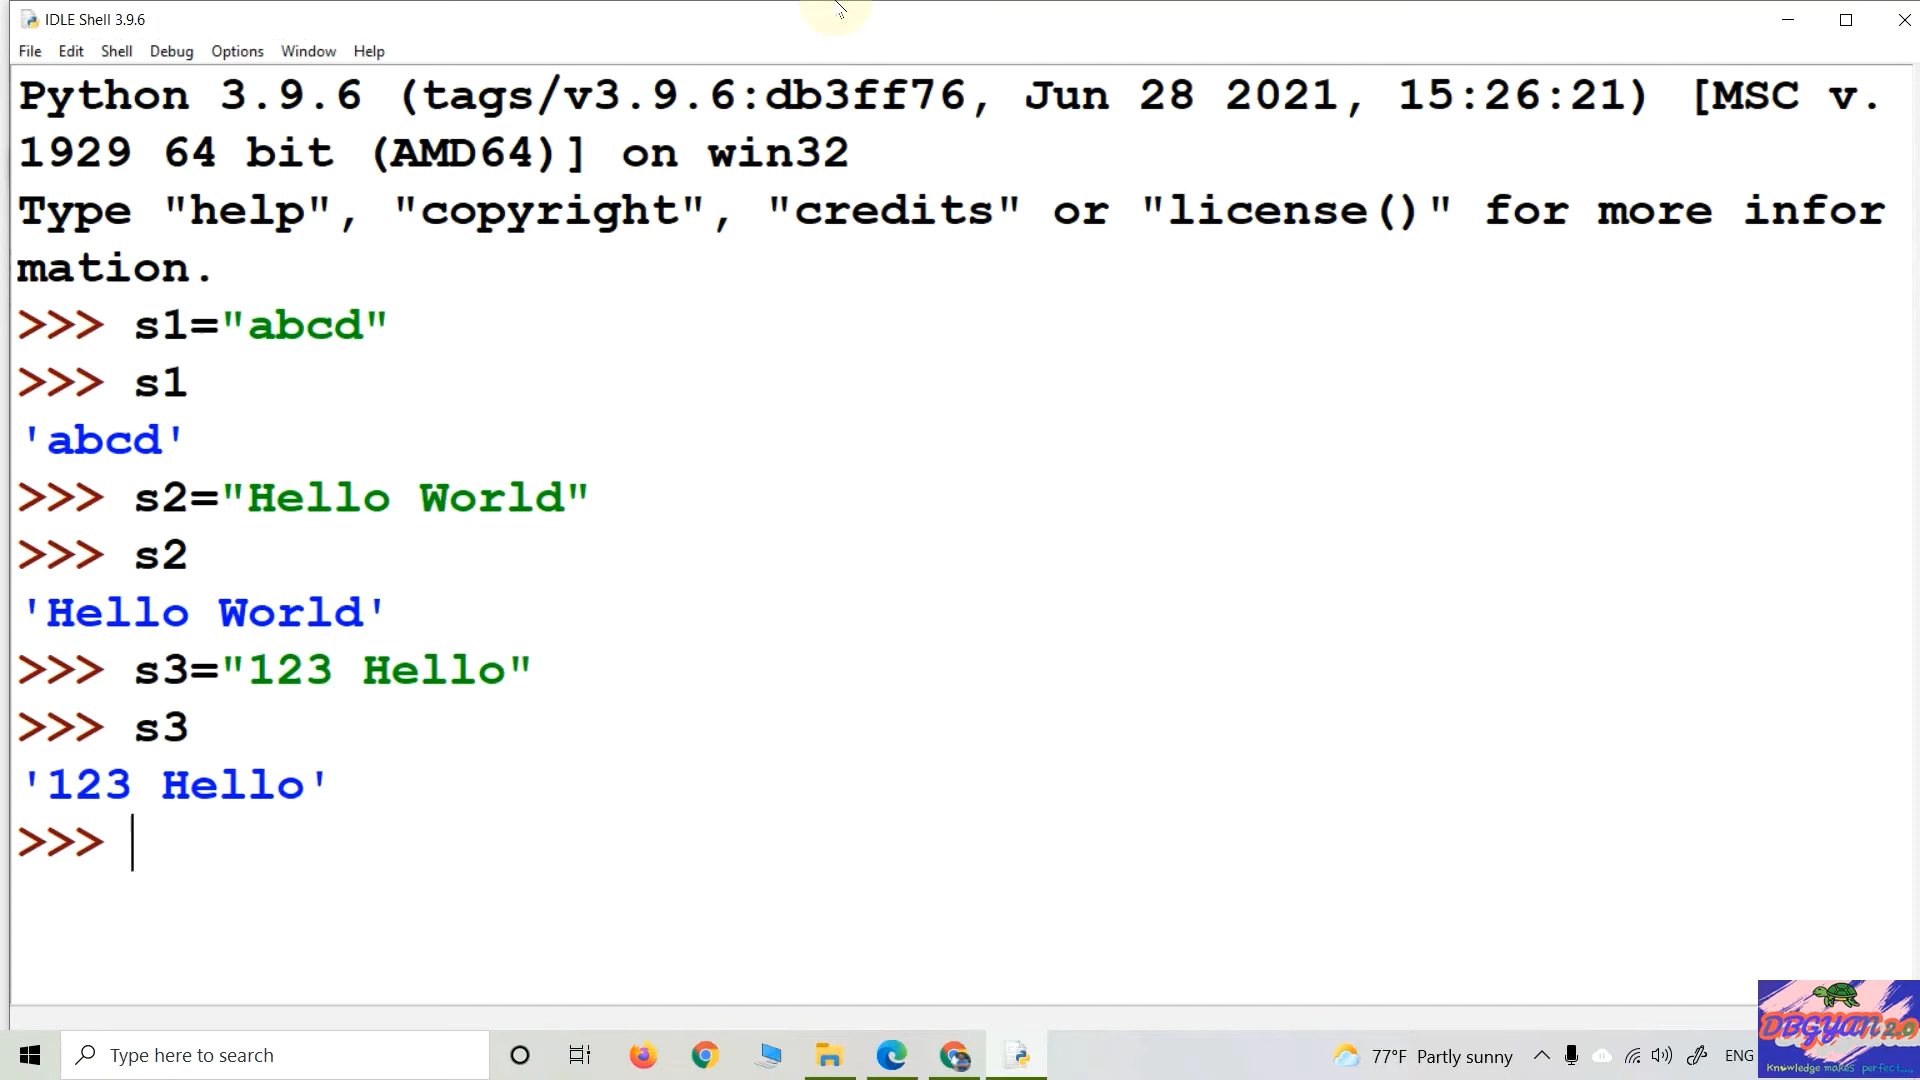 IDLE Shell 3.9.6
File Edit Shell Debug Options Window Help
Python 3.9.6 (tags/v3.9.6:db3ff76, Jun 28 2021, 15:26:21) [MSC v.
1929 64 bit (AMD64)] on win32
Type "help", "copyright", "credits" or "license()" for more infor
mation.
>>> s1="abcd"
>>> s1
'abcd'
>>> s2="Hello World"
>>> s2
'Hello World'
>>> s3="123 Hello"
>>> s3
'123 Hello'
>>>
DBGyan 2.0
Knowledge makes perfect....
Type here to search
77°F Partly sunny
ENG